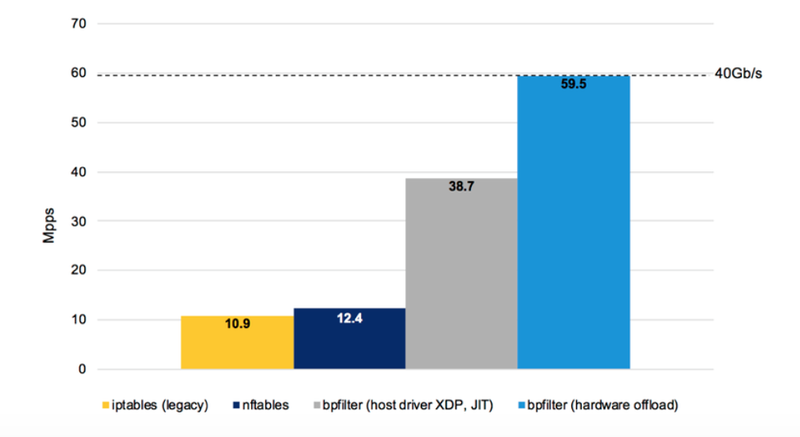 70
60
40Gb/s
59.5
50
40
38.7
30
Mpps
20
10
10.9
12.4
0
iptables (legacy)
nftables
bpfilter (host driver XDP, JIT)
bpfilter (hardware offload)